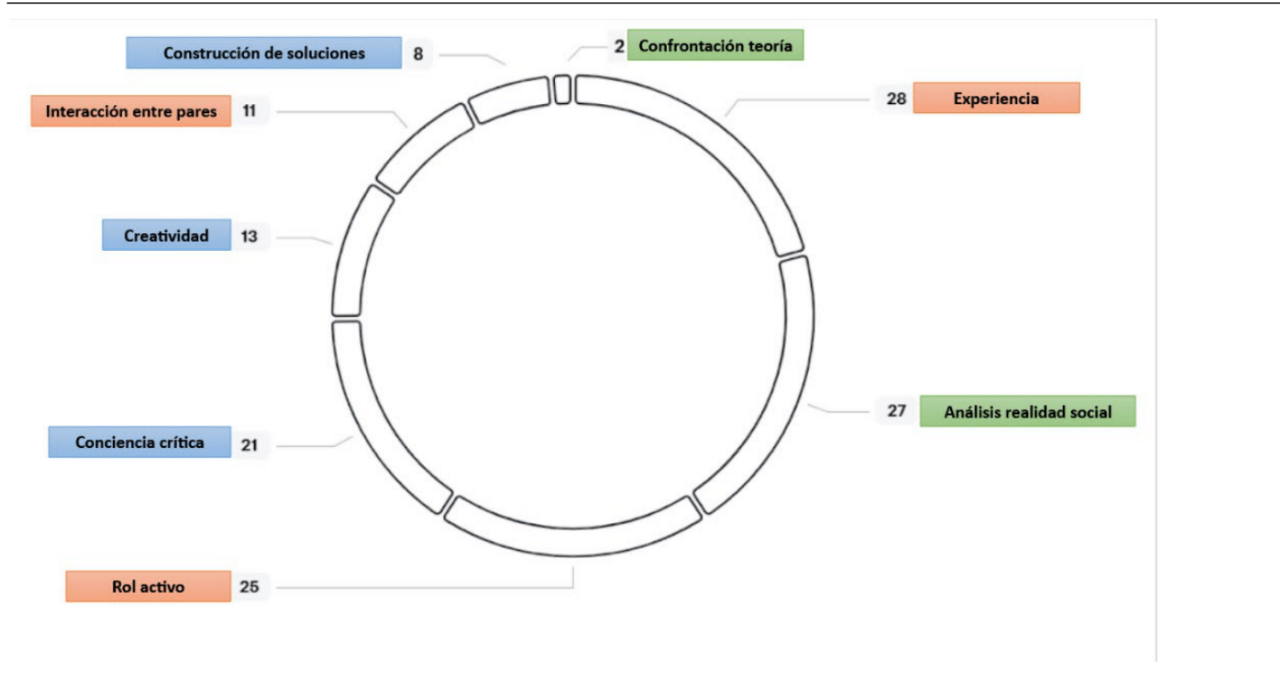 Construcción de soluciones 8
2 Confrontación teoría
28 Experiencia
Interacción entre pares 11
Creatividad 13
27 Análisis realidad social
Conciencia crítica 21
Rol activo 25